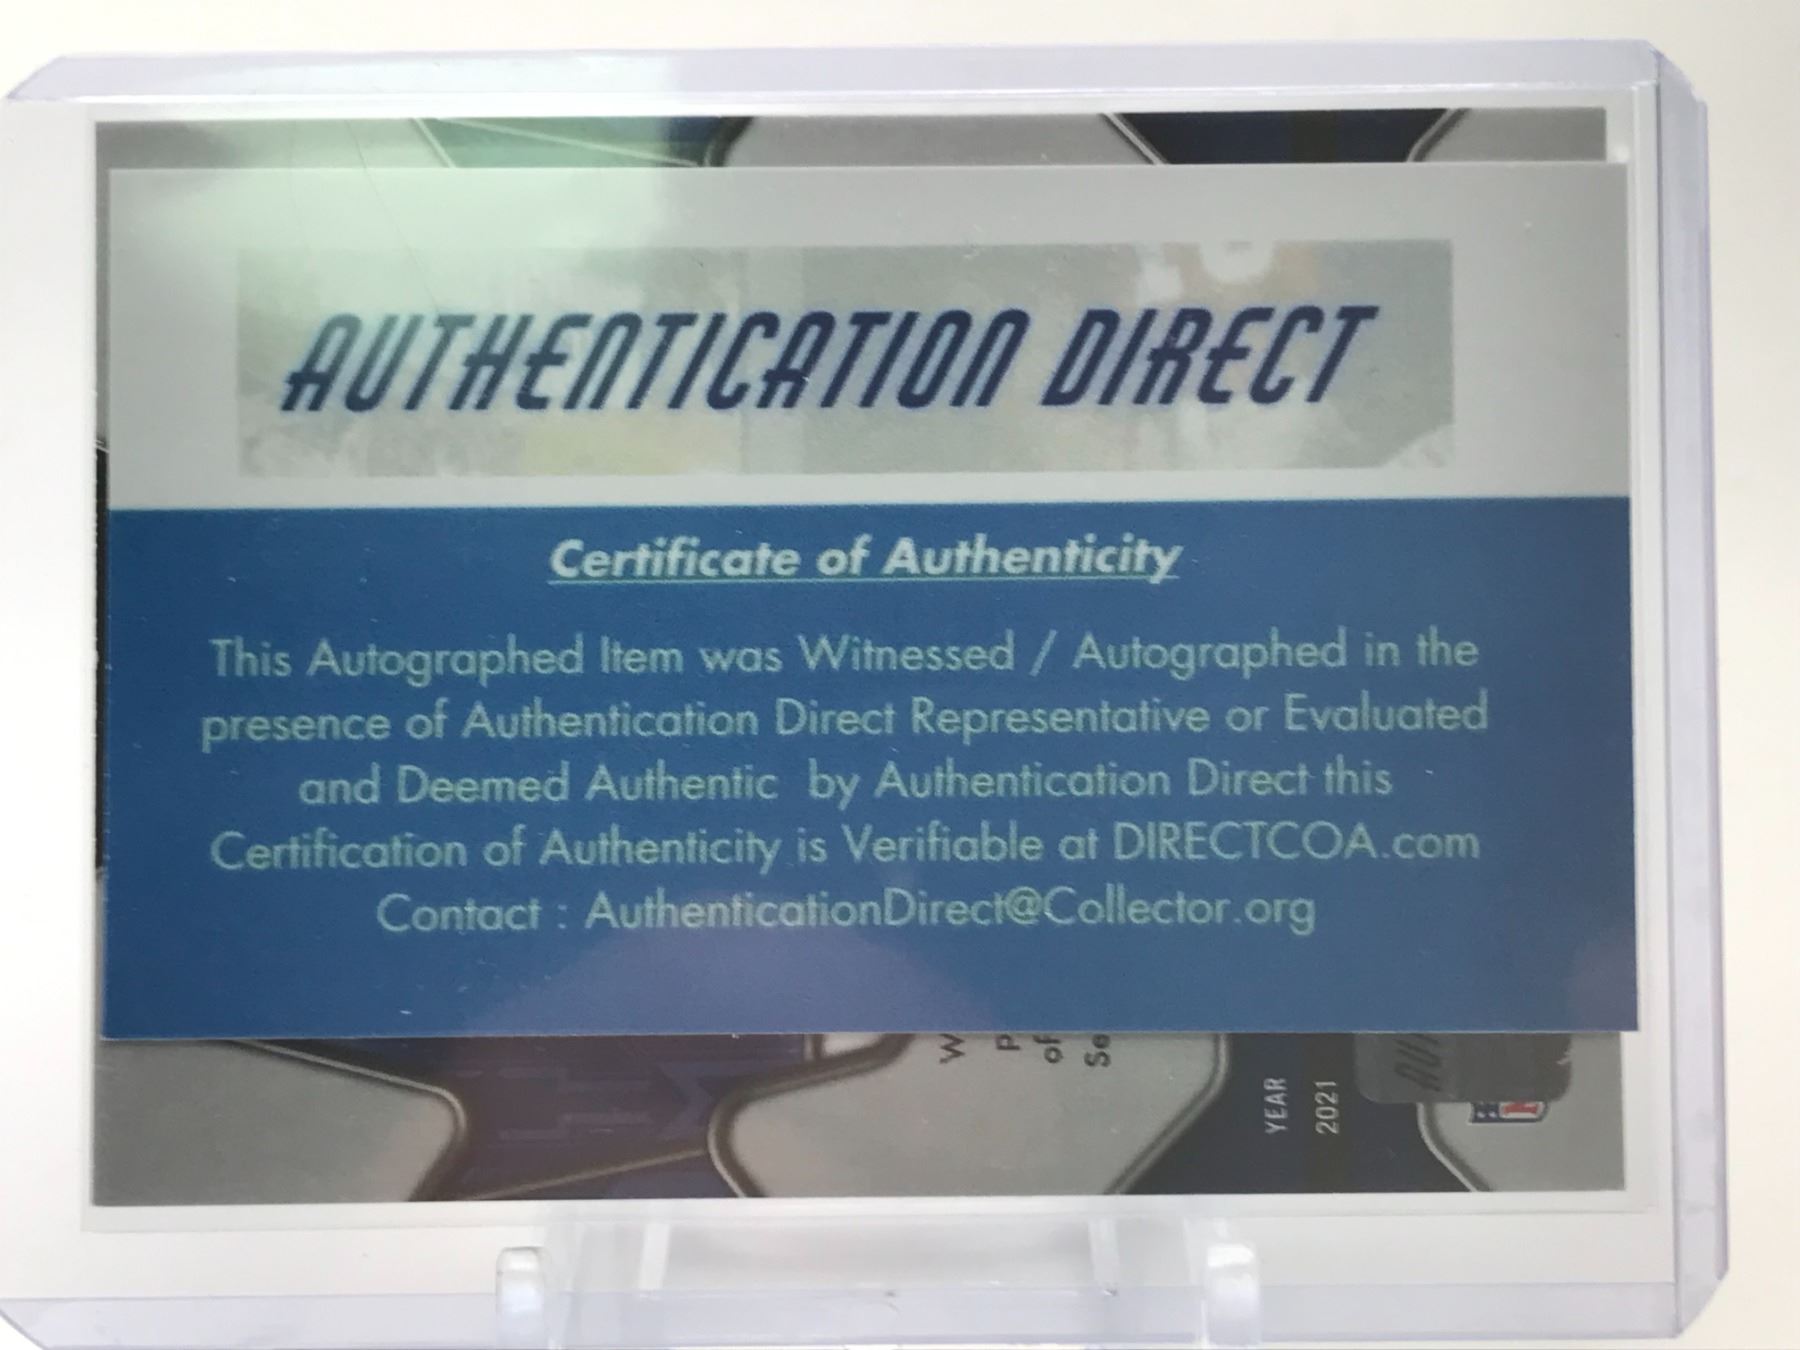 AUTHENTICATION DIRECT
Certificate of Authenticity
This Autographed Item was Witnessed / Autographed in the
presence of Authentication Direct Representative or Evaluated
and Deemed Authentic by Authentication Direct this
Certification of Authenticity is Verifiable at DIRECTCOA.com
Contact : AuthenticationDirect@Collector.org
YEAR
2021